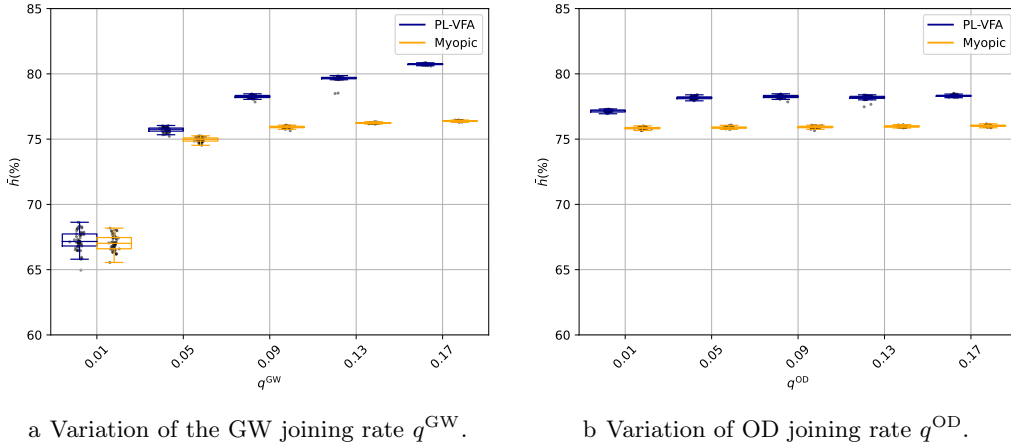 85
80
75
70
65
60
h̄(%)
0.01
0.05
0.09
0.13
0.17
q^GW
PL-VFA
Myopic
a Variation of the GW joining rate q^GW.
85
80
75
70
65
60
h̄(%)
0.01
0.05
0.09
0.13
0.17
q^OD
PL-VFA
Myopic
b Variation of OD joining rate q^OD.